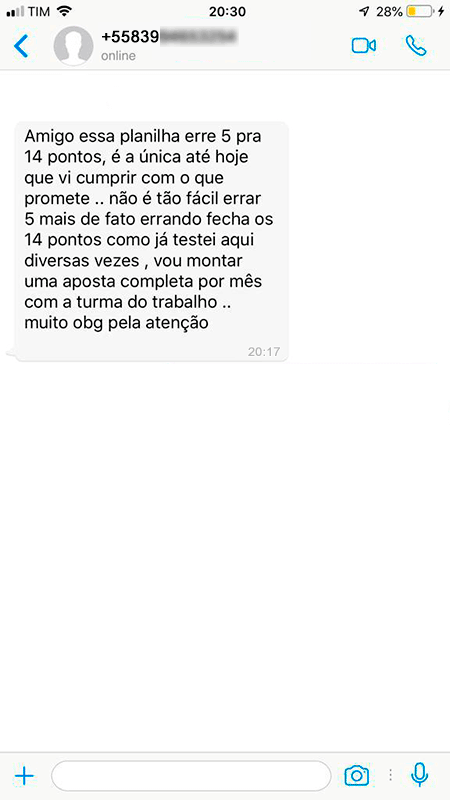 TIM 20:30 28%
+55839
online
Amigo essa planilha erre 5 pra
14 pontos, é a única até hoje
que vi cumprir com o que
promete .. não é tão fácil errar
5 mais de fato errando fecha os
14 pontos como já testei aqui
diversas vezes , vou montar
uma aposta completa por mês
com a turma do trabalho ..
muito obg pela atenção
20:17